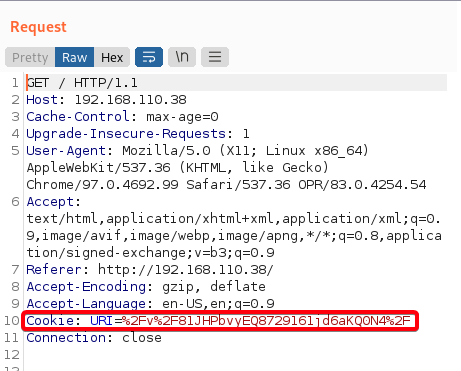 Request
Pretty Raw Hex \n
1 GET / HTTP/1.1
2 Host: 192.168.110.38
3 Cache-Control: max-age=0
4 Upgrade-Insecure-Requests: 1
5 User-Agent: Mozilla/5.0 (X11; Linux x86_64)
AppleWebKit/537.36 (KHTML, like Gecko)
Chrome/97.0.4692.99 Safari/537.36 OPR/83.0.4254.54
6 Accept:
text/html,application/xhtml+xml,application/xml;q=0.
9,image/avif,image/webp,image/apng,*/*;q=0.8,applica
tion/signed-exchange;v=b3;q=0.9
7 Referer: http://192.168.110.38/
8 Accept-Encoding: gzip, deflate
9 Accept-Language: en-US,en;q=0.9
10 Cookie: URI=%2Fv%2F81JHPbvyEQ8729161jd6aKQ0N4%2F
11 Connection: close
12